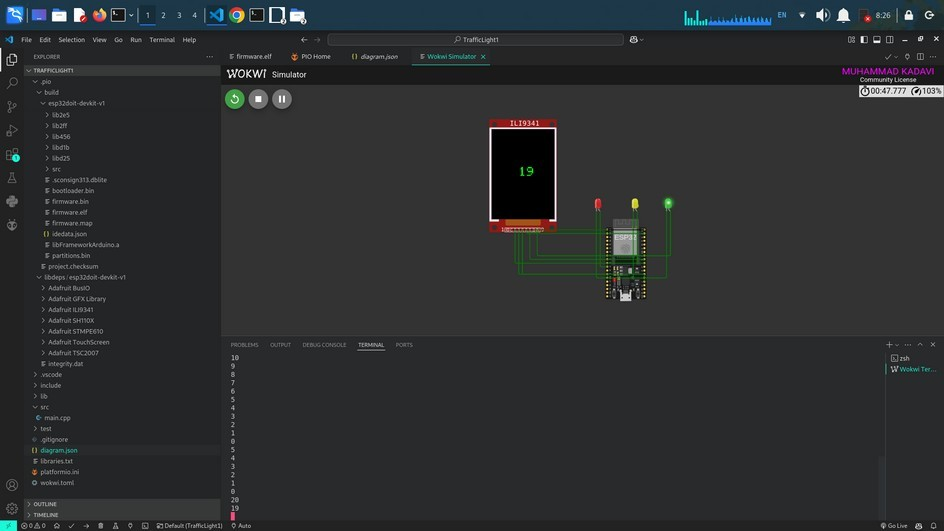 1
2
3
4
EN
8:26
File
Edit
Selection
View
Go
Run
Terminal
Help
TrafficLight1
EXPLORER
firmware.elf
PIO Home
diagram.json
Wokwi Simulator
TRAFFICLIGHT1
.pio
build
esp32doit-devkit-v1
lib2e5
lib2ff
lib456
libd1b
libd25
src
.sconsign313.dblite
bootloader.bin
firmware.bin
firmware.elf
firmware.map
idedata.json
libFrameworkArduino.a
partitions.bin
project.checksum
libdeps / esp32doit-devkit-v1
Adafruit BusIO
Adafruit GFX Library
Adafruit ILI9341
Adafruit SH110X
Adafruit STMPE610
Adafruit TouchScreen
Adafruit TSC2007
integrity.dat
.vscode
include
lib
src
main.cpp
test
.gitignore
diagram.json
libraries.txt
platformio.ini
wokwi.toml
OUTLINE
TIMELINE
WOKWI Simulator
MUHAMMAD KADAVI
Community License
00:47.777
103%
ILI9341
19
ESP32
PROBLEMS
OUTPUT
DEBUG CONSOLE
TERMINAL
PORTS
zsh
Wokwi Ter...
10
9
8
7
6
5
4
3
2
1
0
5
4
3
2
1
0
20
19
0
0
Default (TrafficLight1)
Auto
Go Live